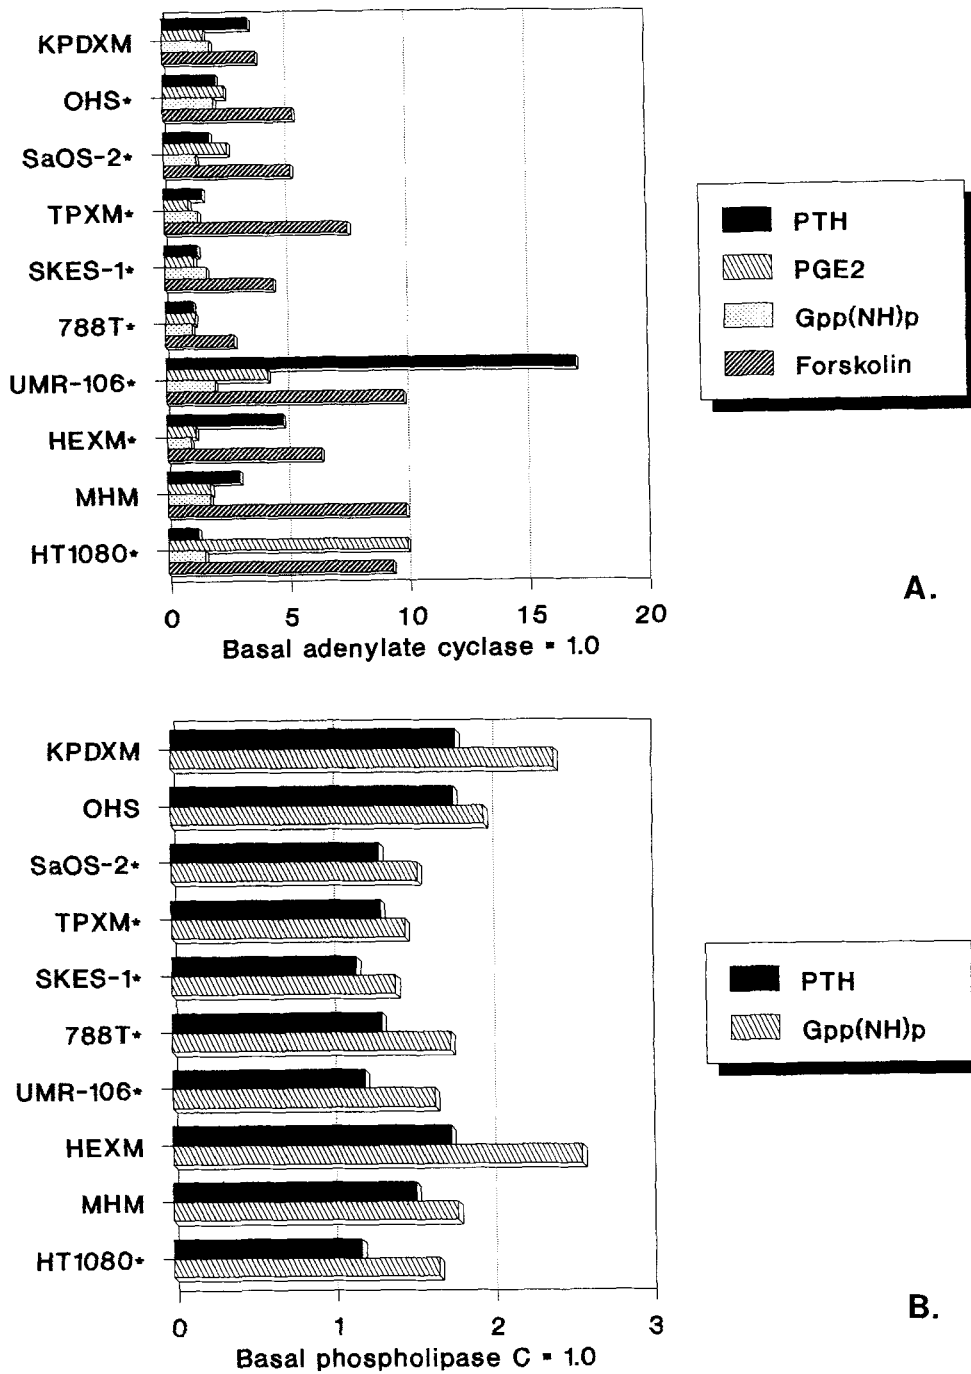 KPDXM
OHS*
SaOS-2*
TPXM*
SKES-1*
788T*
UMR-106*
HEXM*
MHM
HT1080*
0 5 10 15 20
Basal adenylate cyclase = 1.0
PTH
PGE2
Gpp(NH)p
Forskolin
A.
KPDXM
OHS
SaOS-2*
TPXM*
SKES-1*
788T*
UMR-106*
HEXM
MHM
HT1080*
0 1 2 3
Basal phospholipase C = 1.0
PTH
Gpp(NH)p
B.